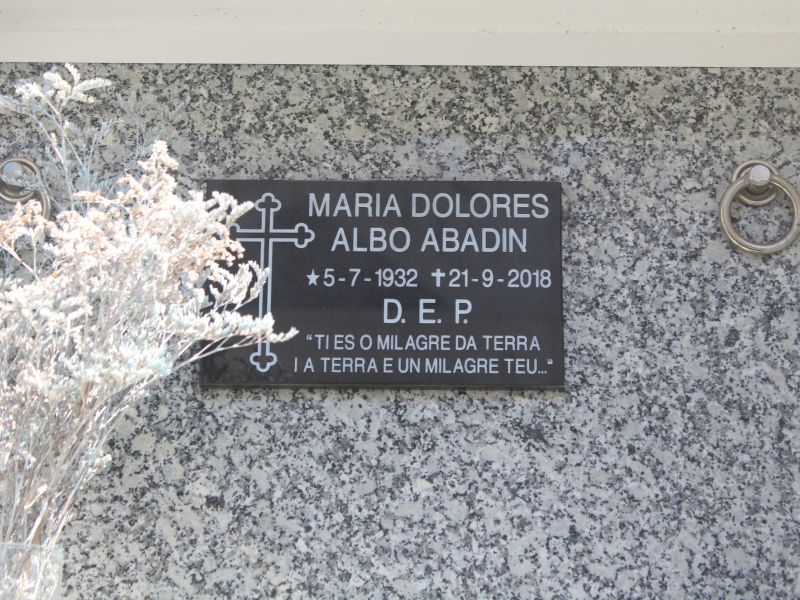 MARIA DOLORES
ALBO ABADIN
★5-7-1932 ✝21-9-2018
D. E. P.
"TI ES O MILAGRE DA TERRA
I A TERRA E UN MILAGRE TEU..."